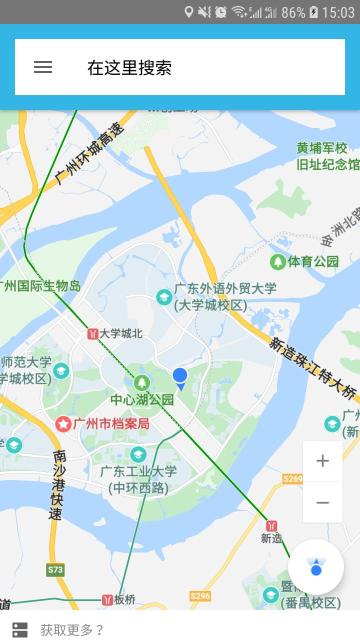 86% 15:03
在这里搜索
广州环城高速
黄埔军校
旧址纪念馆
体育公园
广州国际生物岛
广东外语外贸大学
(大学城校区)
大学城北
新造珠江特大桥
师范大学
学城校区)
中心湖公园
广州市档案局
广东工业大学
(中环西路)
南沙港快速
+
S269
−
新造
S73
S296
暨南
(番禺校区)
板桥
获取更多？